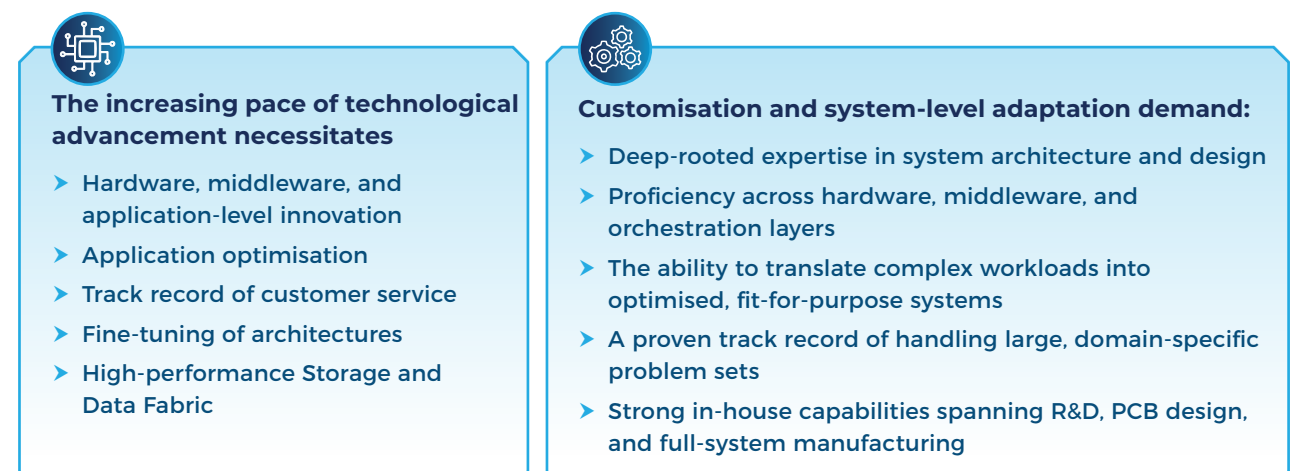 The increasing pace of technological
advancement necessitates
Hardware, middleware, and
application-level innovation
Application optimisation
Track record of customer service
Fine-tuning of architectures
High-performance Storage and
Data Fabric
Customisation and system-level adaptation demand:
Deep-rooted expertise in system architecture and design
Proficiency across hardware, middleware, and
orchestration layers
The ability to translate complex workloads into
optimised, fit-for-purpose systems
A proven track record of handling large, domain-specific
problem sets
Strong in-house capabilities spanning R&D, PCB design,
and full-system manufacturing